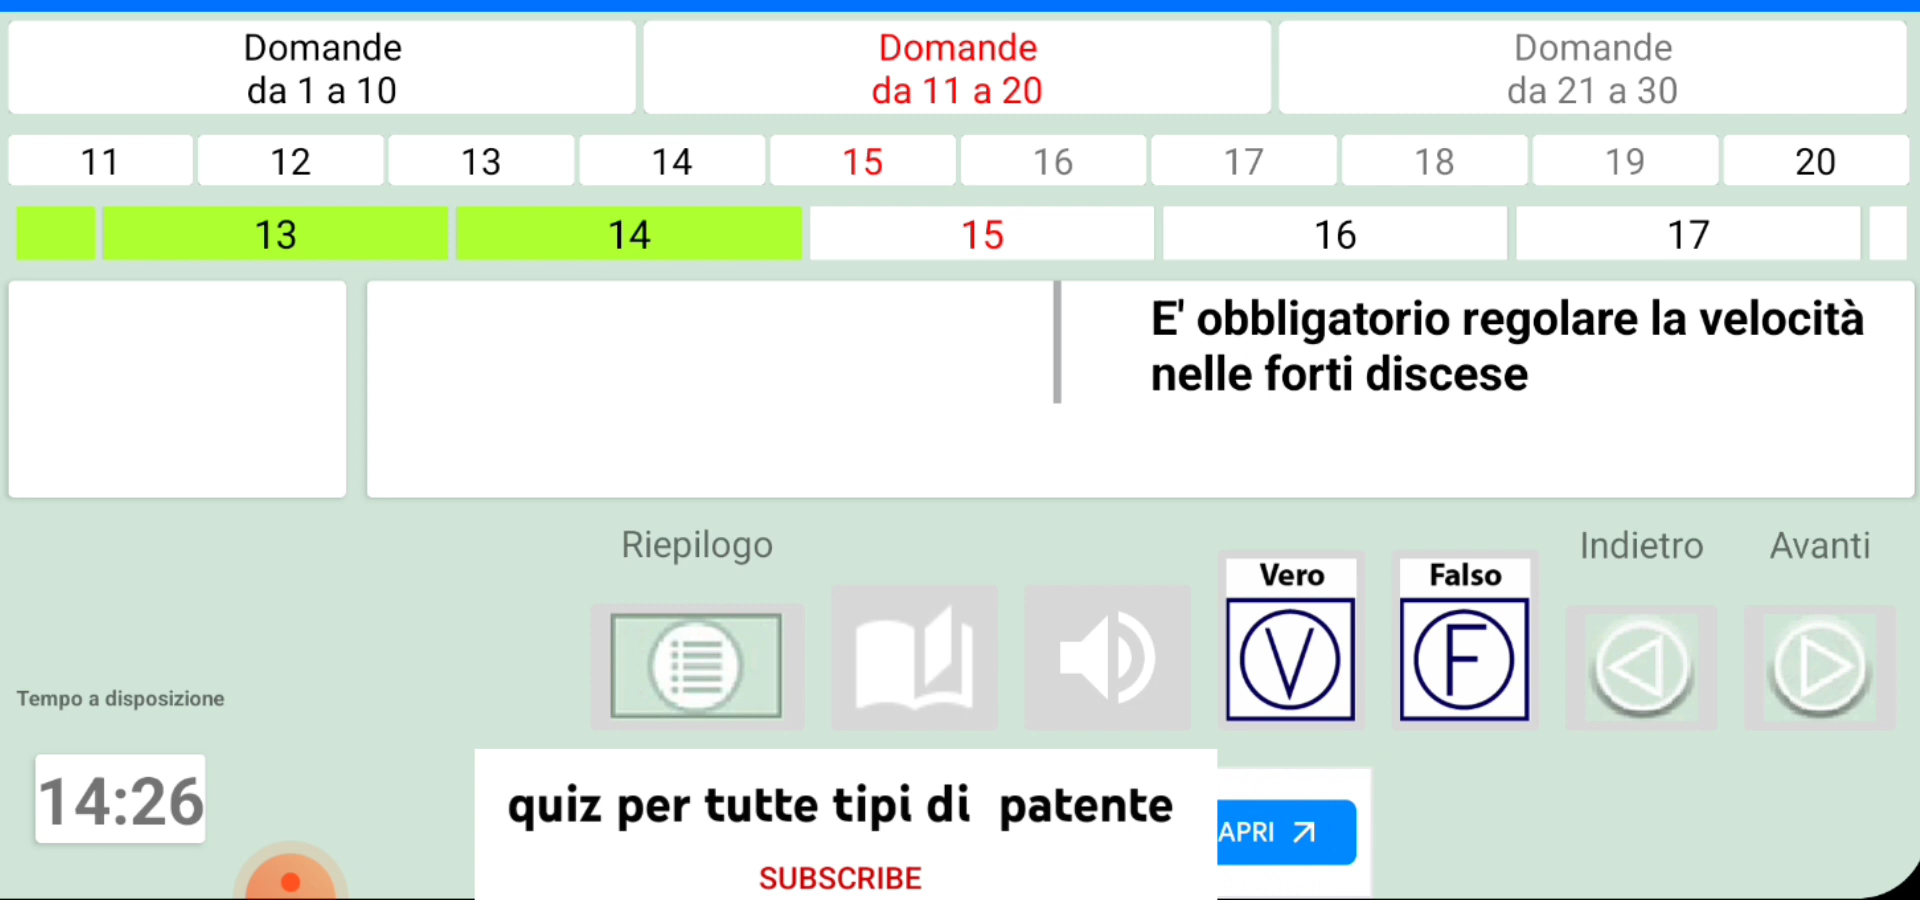 Domande
da 1 a 10
Domande
da 11 a 20
Domande
da 21 a 30
11 12 13 14 15 16 17 18 19 20
13 14 15 16 17
E' obbligatorio regolare la velocità
nelle forti discese
Riepilogo
Vero
Falso
Indietro
Avanti
V
F
Tempo a disposizione
14:26
quiz per tutte tipi di patente
APRI
SUBSCRIBE